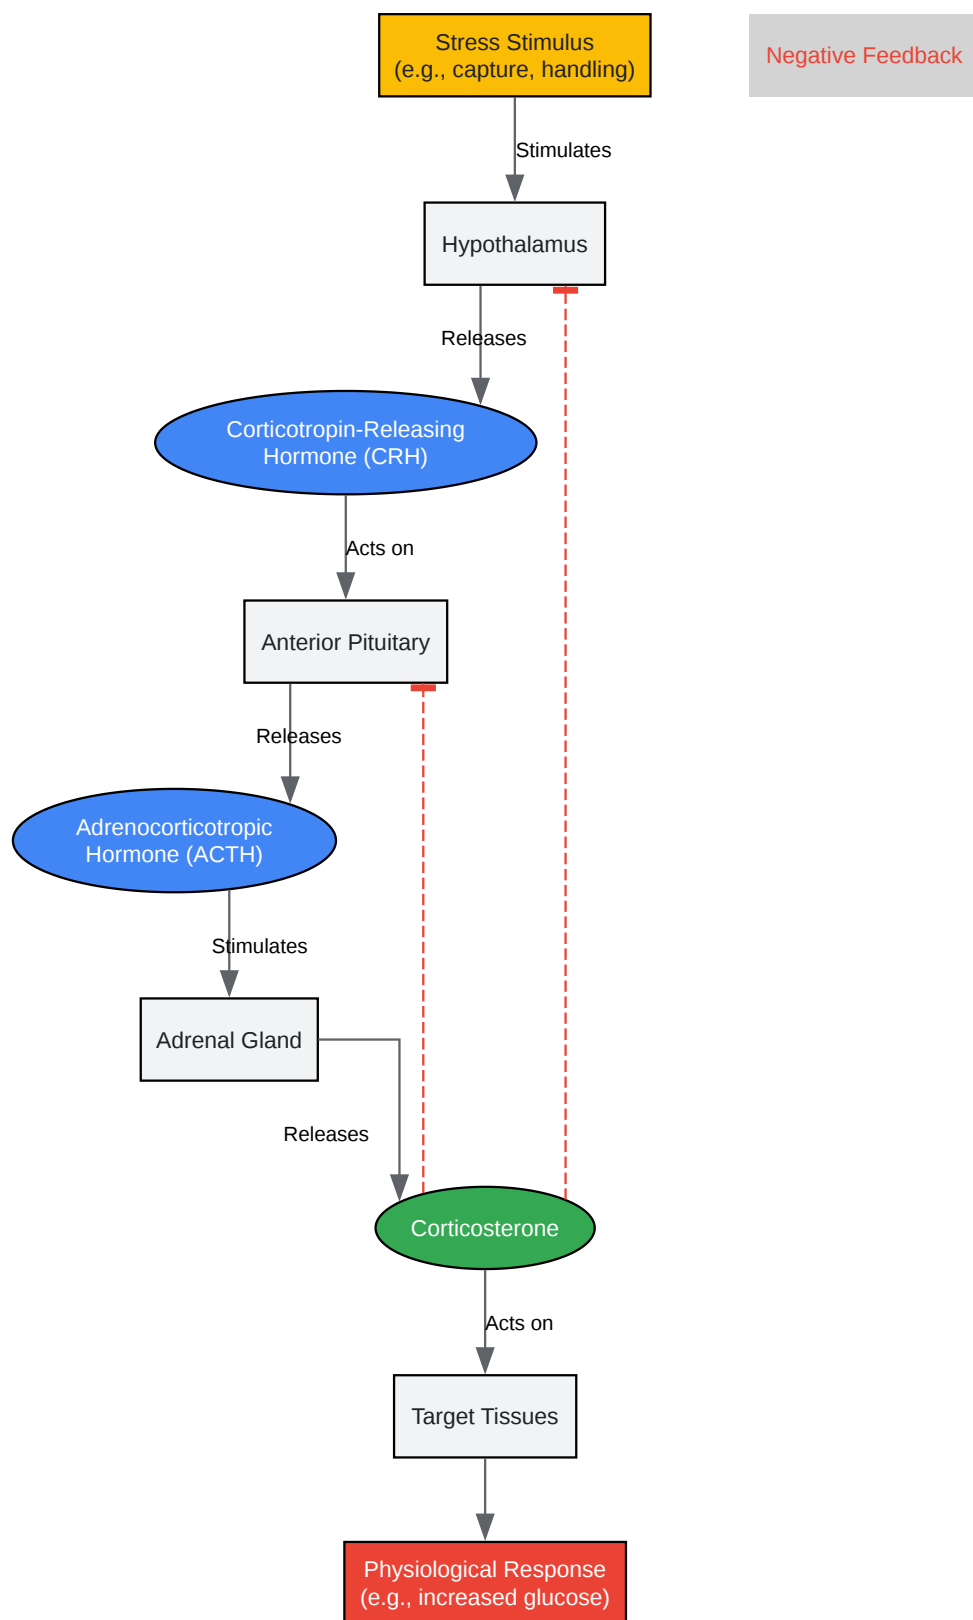 Stress Stimulus
(e.g., capture, handling)
Negative Feedback
Stimulates
Hypothalamus
Releases
Corticotropin-Releasing
Hormone (CRH)
Acts on
Anterior Pituitary
Releases
Adrenocorticotropic
Hormone (ACTH)
Stimulates
Adrenal Gland
Releases
Corticosterone
Acts on
Target Tissues
Physiological Response
(e.g., increased glucose)